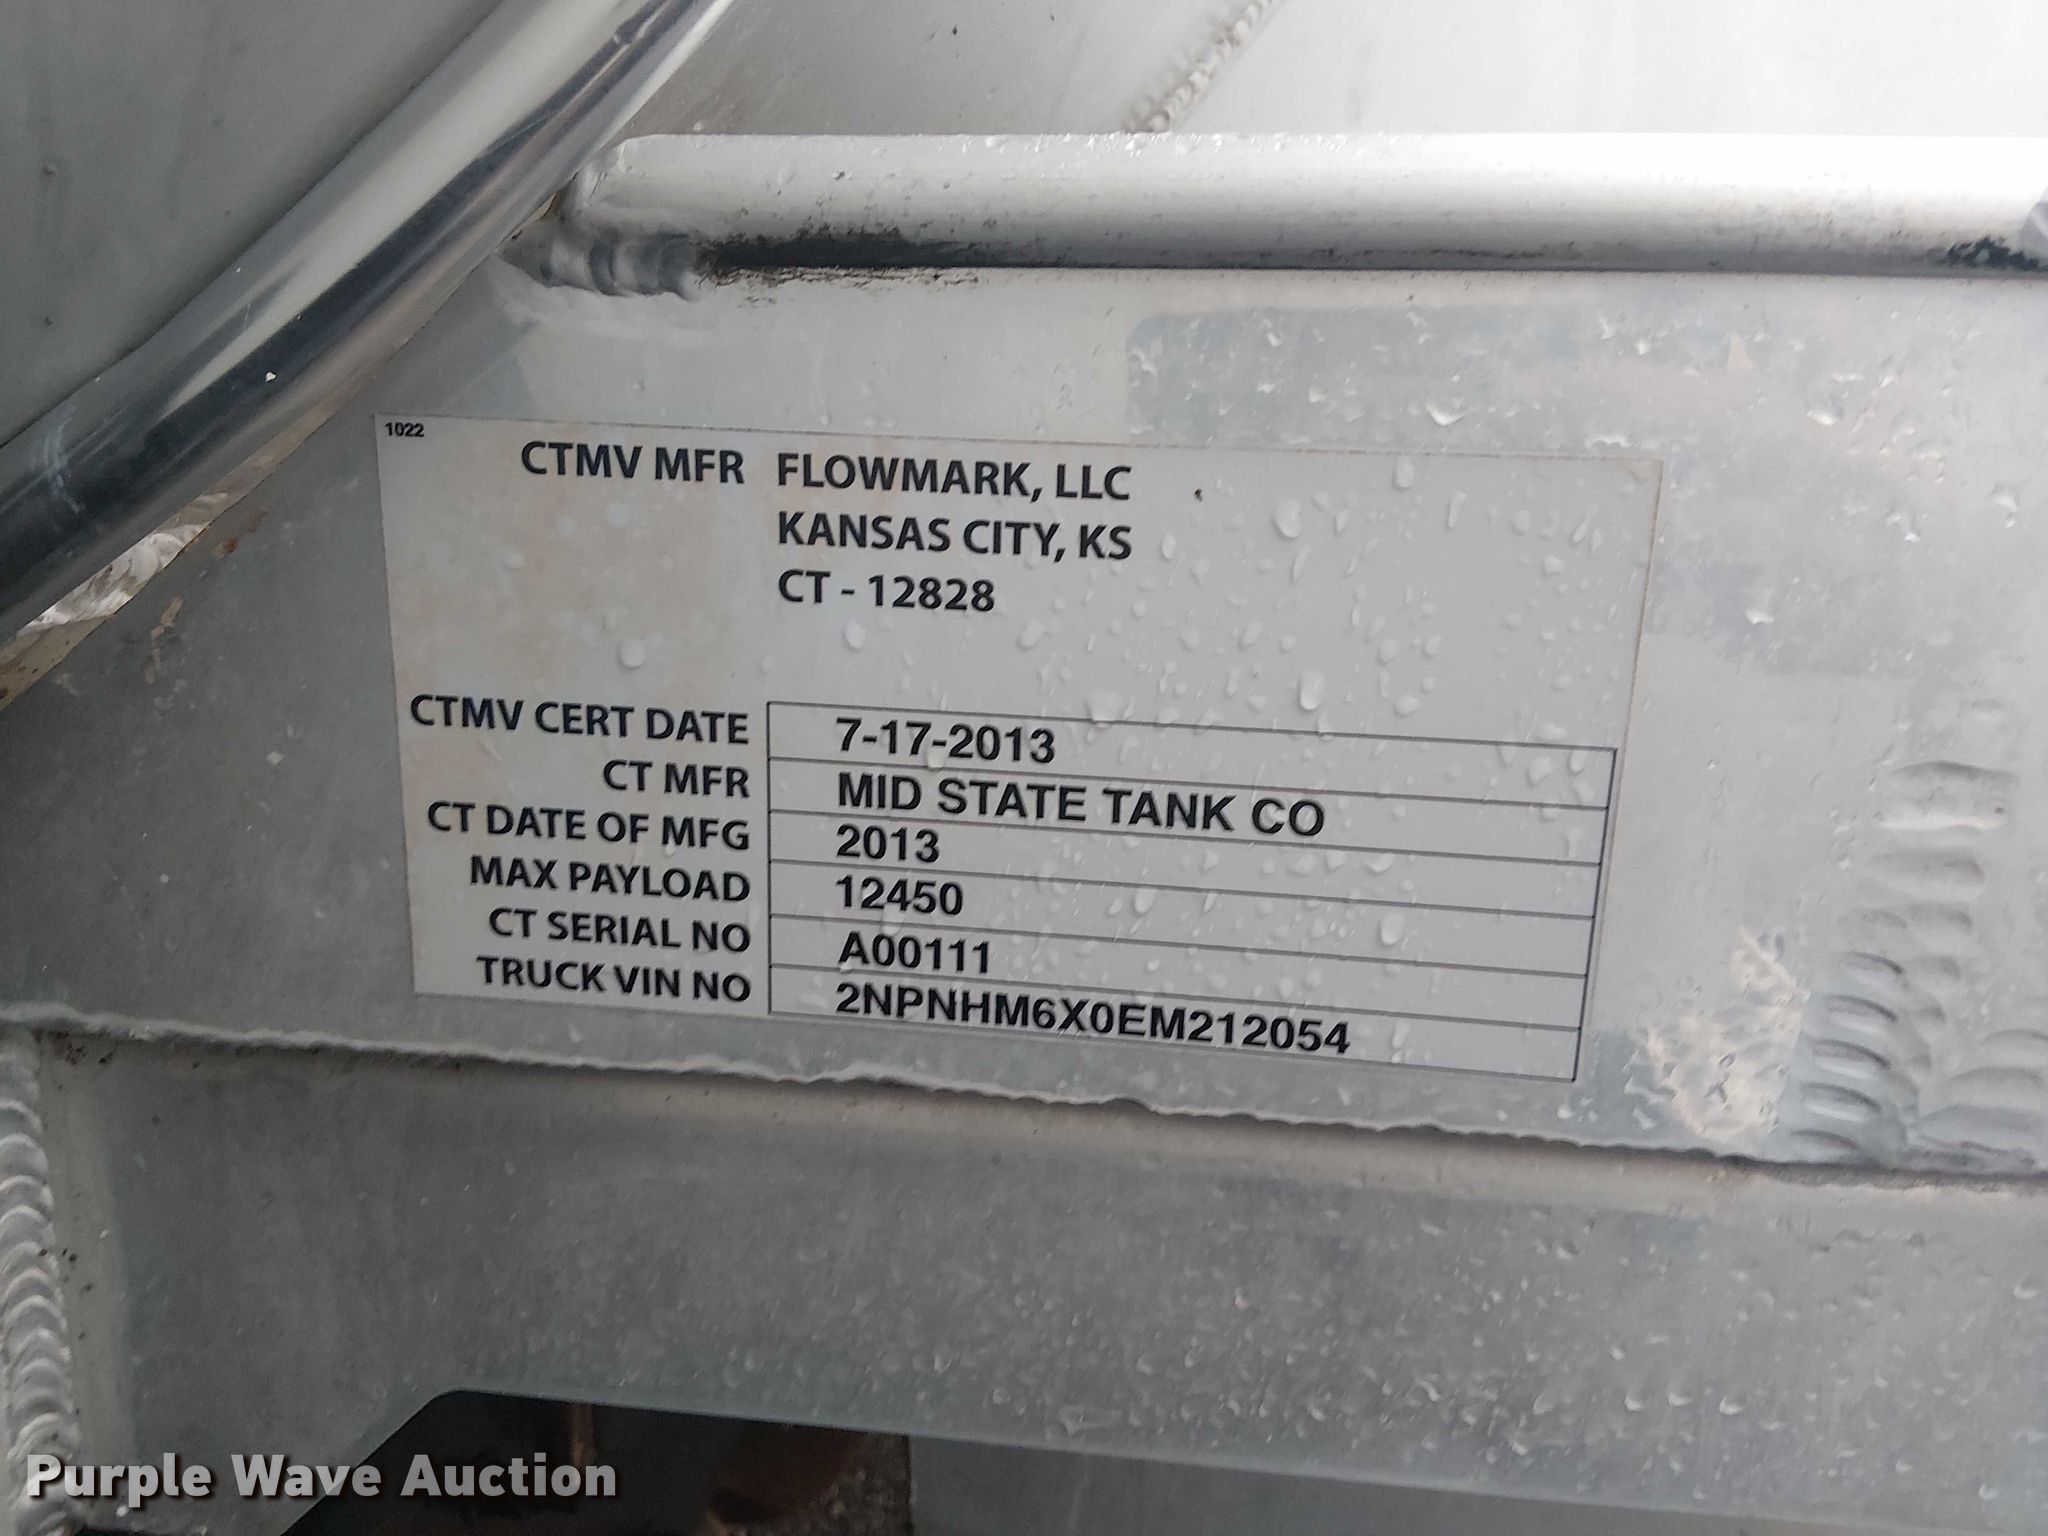 1022
CTMV MFR FLOWMARK, LLC
KANSAS CITY, KS
CT - 12828
CTMV CERT DATE 7-17-2013
CT MFR MID STATE TANK CO
CT DATE OF MFG 2013
MAX PAYLOAD 12450
CT SERIAL NO A00111
TRUCK VIN NO 2NPNHM6X0EM212054
Purple Wave Auction